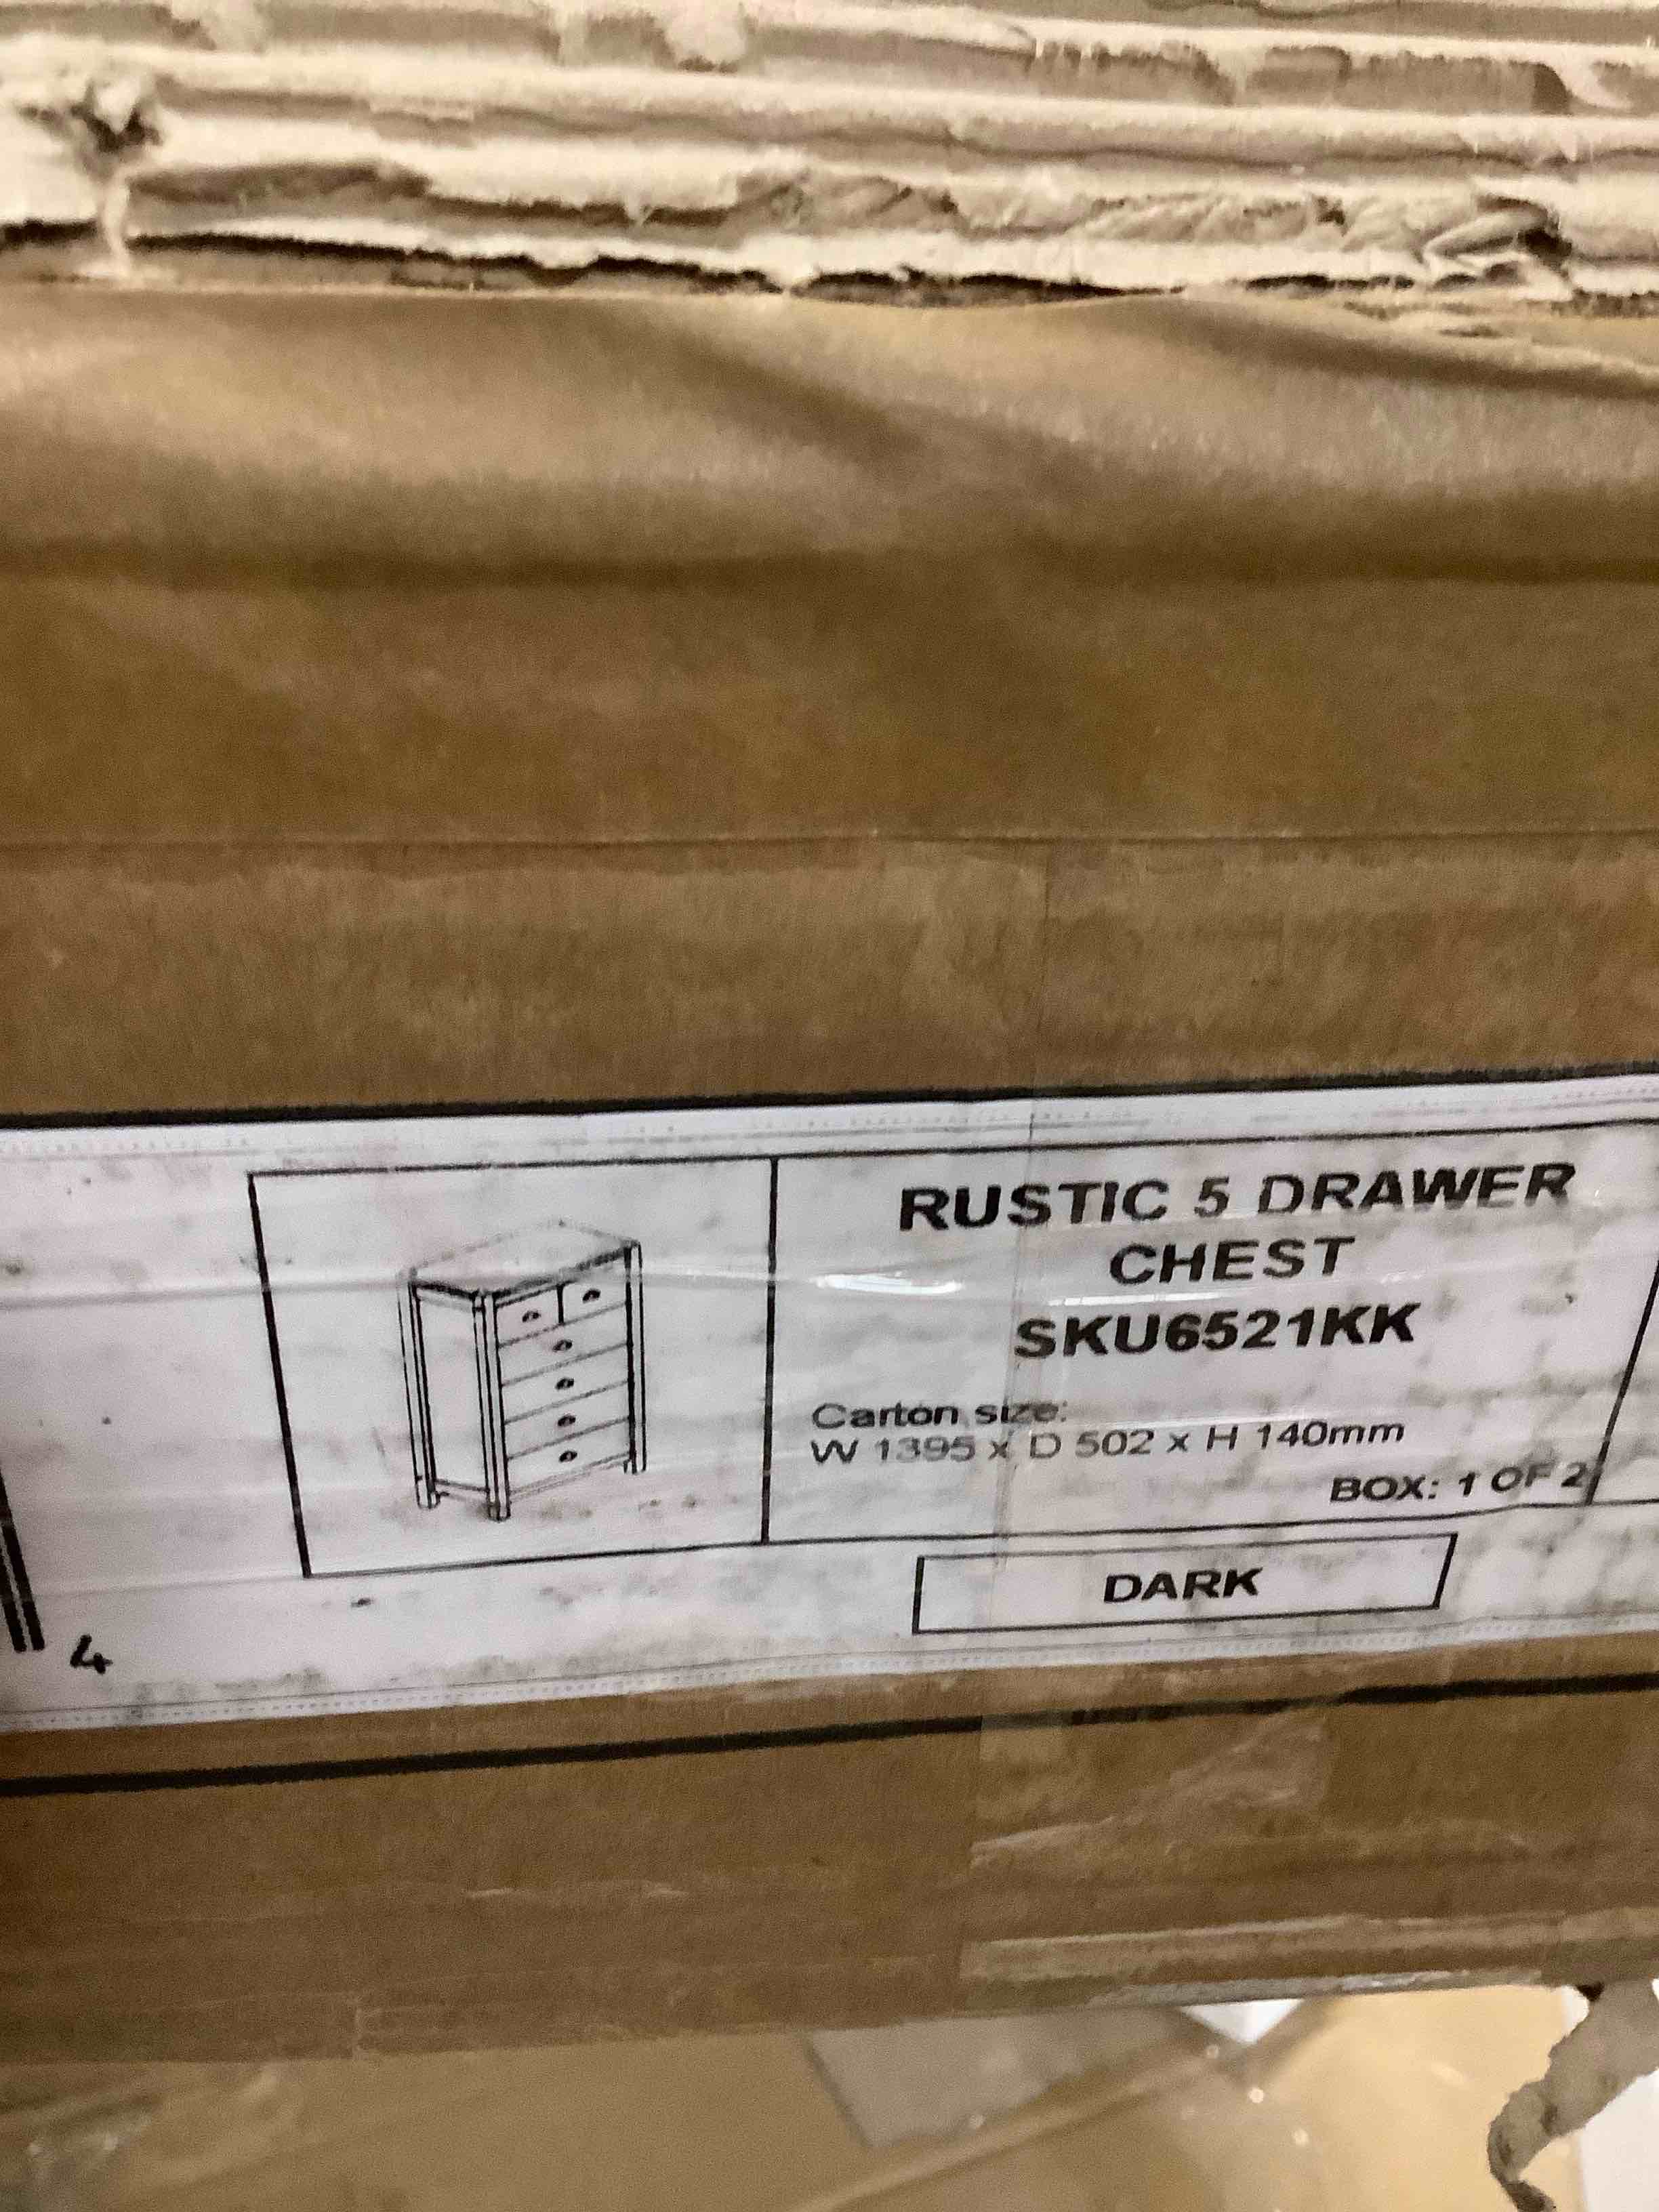 RUSTIC 5 DRAWER
CHEST
SKU6521KK
Carton size:
W 1395 x D 502 x H 140mm
BOX: 1 OF 2
DARK
4